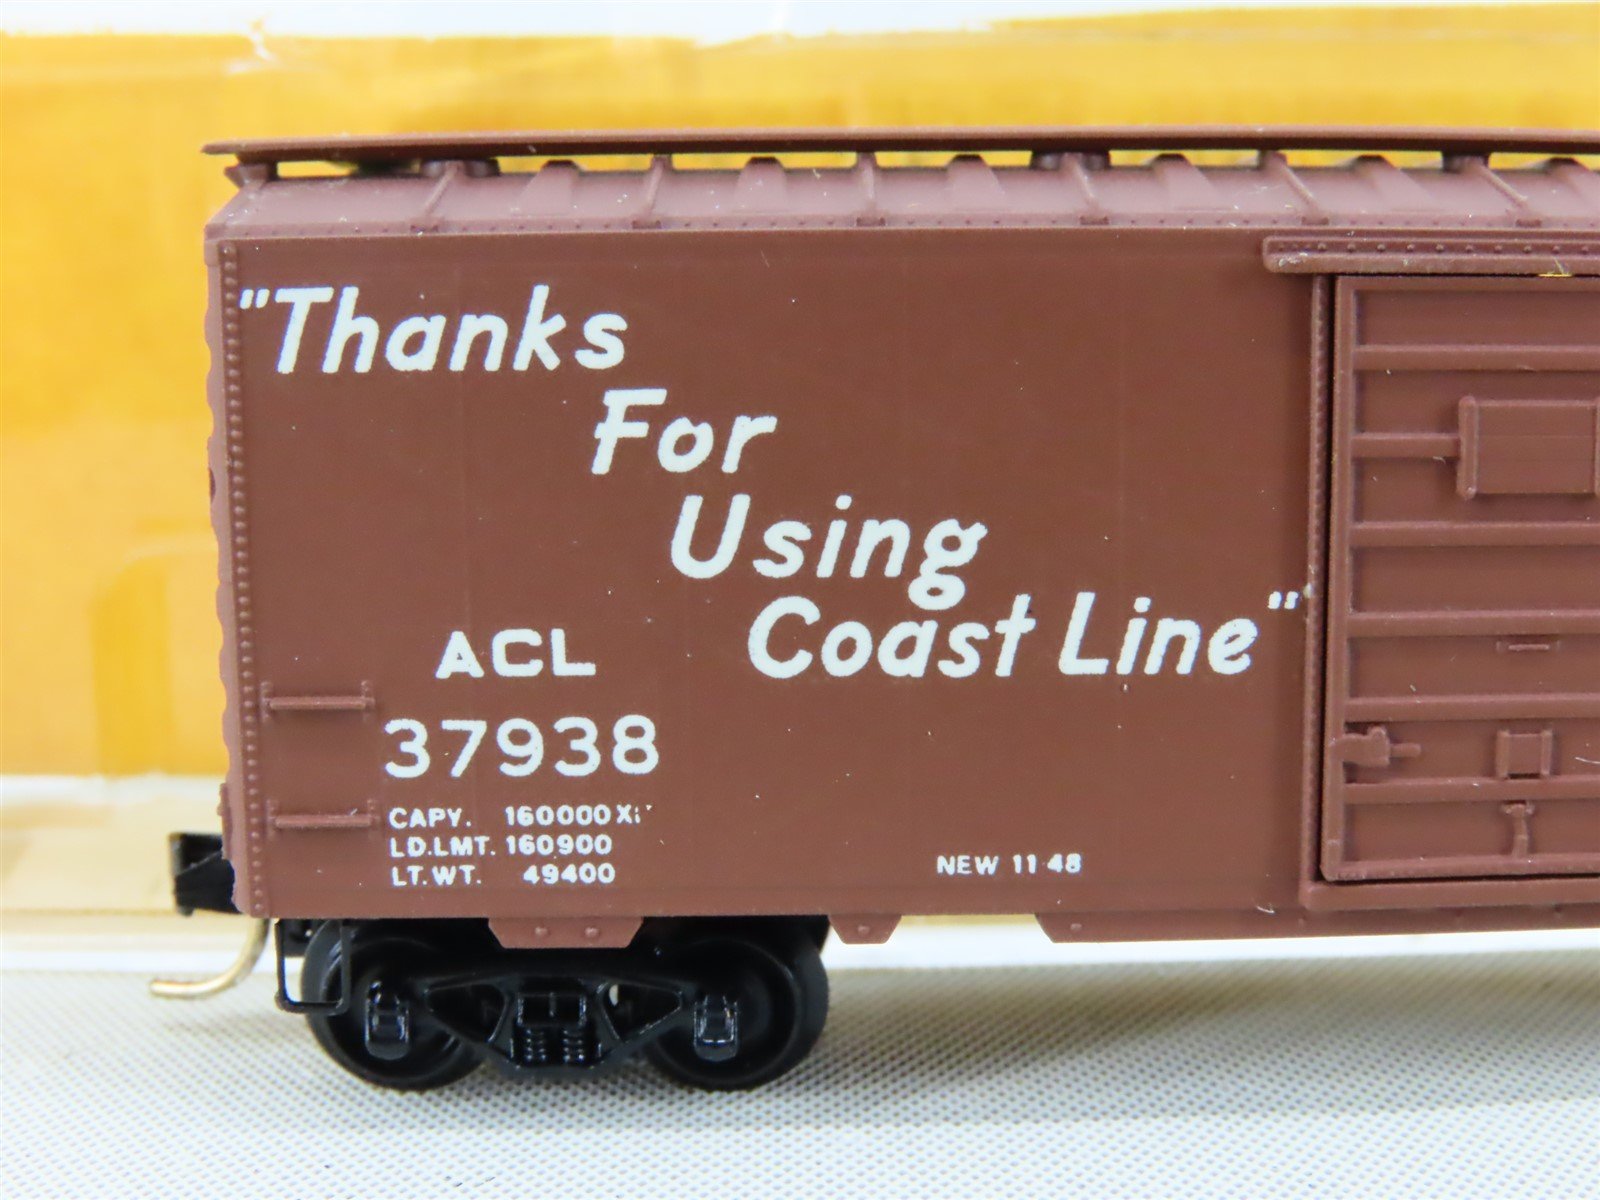 "Thanks
For
Using
Coast Line"
ACL
37938
CAPY. 160000
LD.LMT. 160900
LT.WT. 49400
NEW 11 48